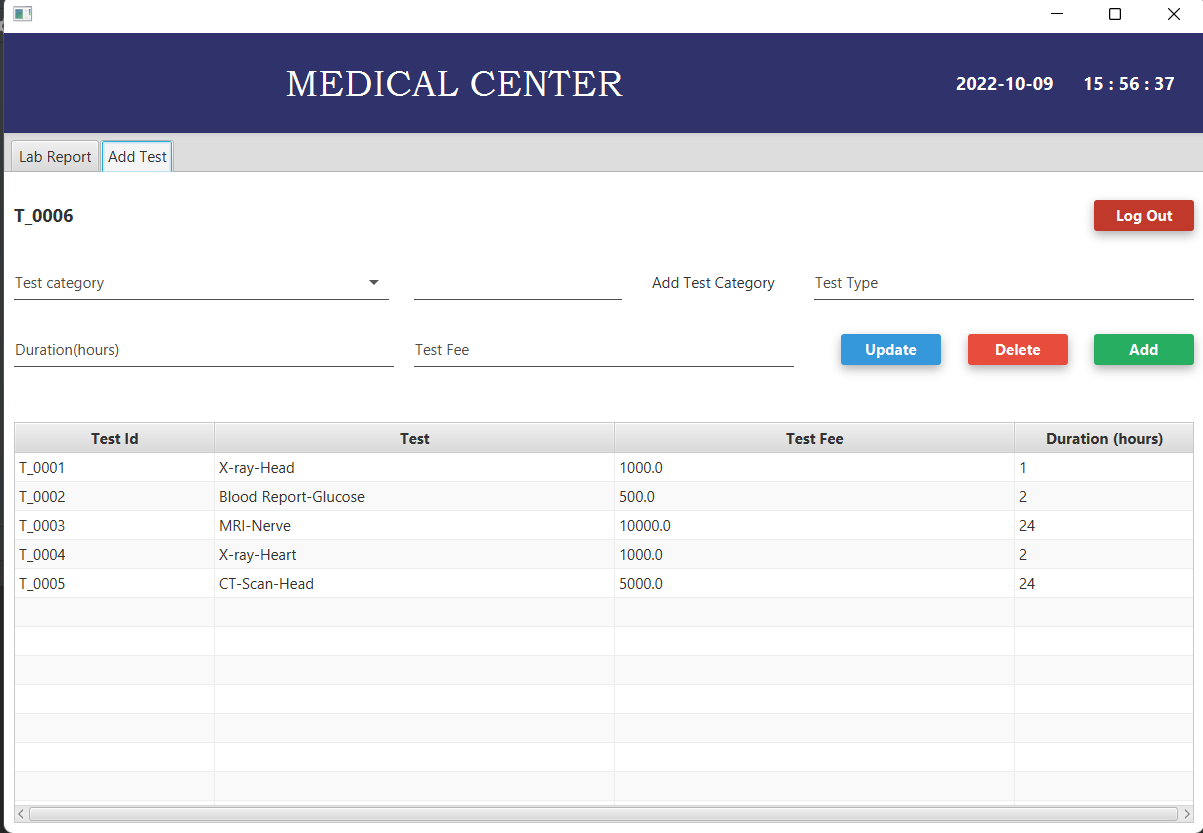 MEDICAL CENTER 2022-10-09 15 : 56 : 37
Lab Report Add Test
T_0006 Log Out
Test category Add Test Category Test Type
Duration(hours) Test Fee Update Delete Add
Test Id Test Test Fee Duration (hours)
T_0001 X-ray-Head 1000.0 1
T_0002 Blood Report-Glucose 500.0 2
T_0003 MRI-Nerve 10000.0 24
T_0004 X-ray-Heart 1000.0 2
T_0005 CT-Scan-Head 5000.0 24